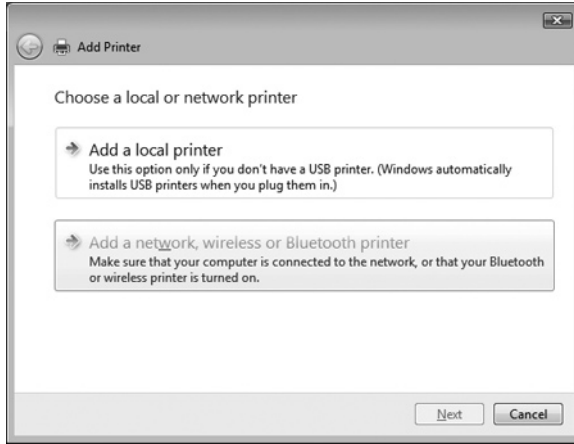 Add Printer
Choose a local or network printer
Add a local printer
Use this option only if you don't have a USB printer. (Windows automatically
installs USB printers when you plug them in.)
Add a network, wireless or Bluetooth printer
Make sure that your computer is connected to the network, or that your Bluetooth
or wireless printer is turned on.
Next Cancel